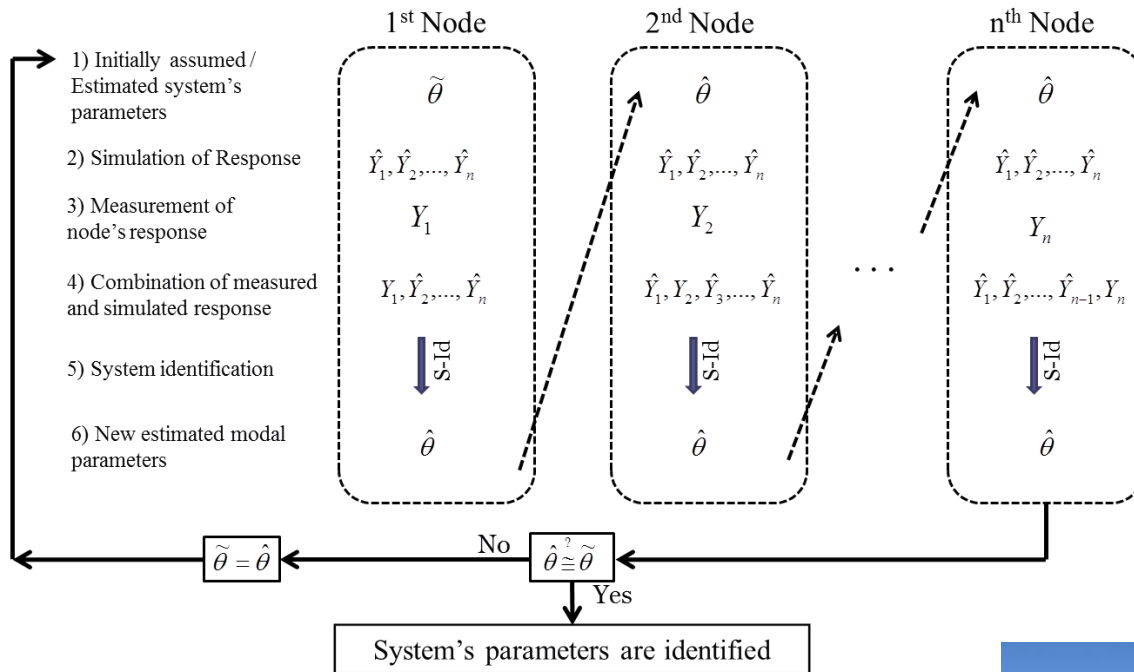 1st Node
2nd Node
nth Node
1) Initially assumed /
Estimated system's
parameters
θ̃
θ̂
θ̂
2) Simulation of Response
Ŷ₁, Ŷ₂,..., Ŷₙ
Ŷ₁, Ŷ₂,..., Ŷₙ
Ŷ₁, Ŷ₂,..., Ŷₙ
3) Measurement of
node's response
Y₁
Y₂
Yₙ
4) Combination of measured
and simulated response
Y₁, Ŷ₂,..., Ŷₙ
Ŷ₁, Y₂, Ŷ₃,..., Ŷₙ
Ŷ₁, Ŷ₂,..., Ŷₙ₋₁, Yₙ
...
5) System identification
S-Id
S-Id
S-Id
6) New estimated modal
parameters
θ̂
θ̂
θ̂
θ̃ = θ̂
No
θ̂ ≅? θ̃
Yes
System's parameters are identified